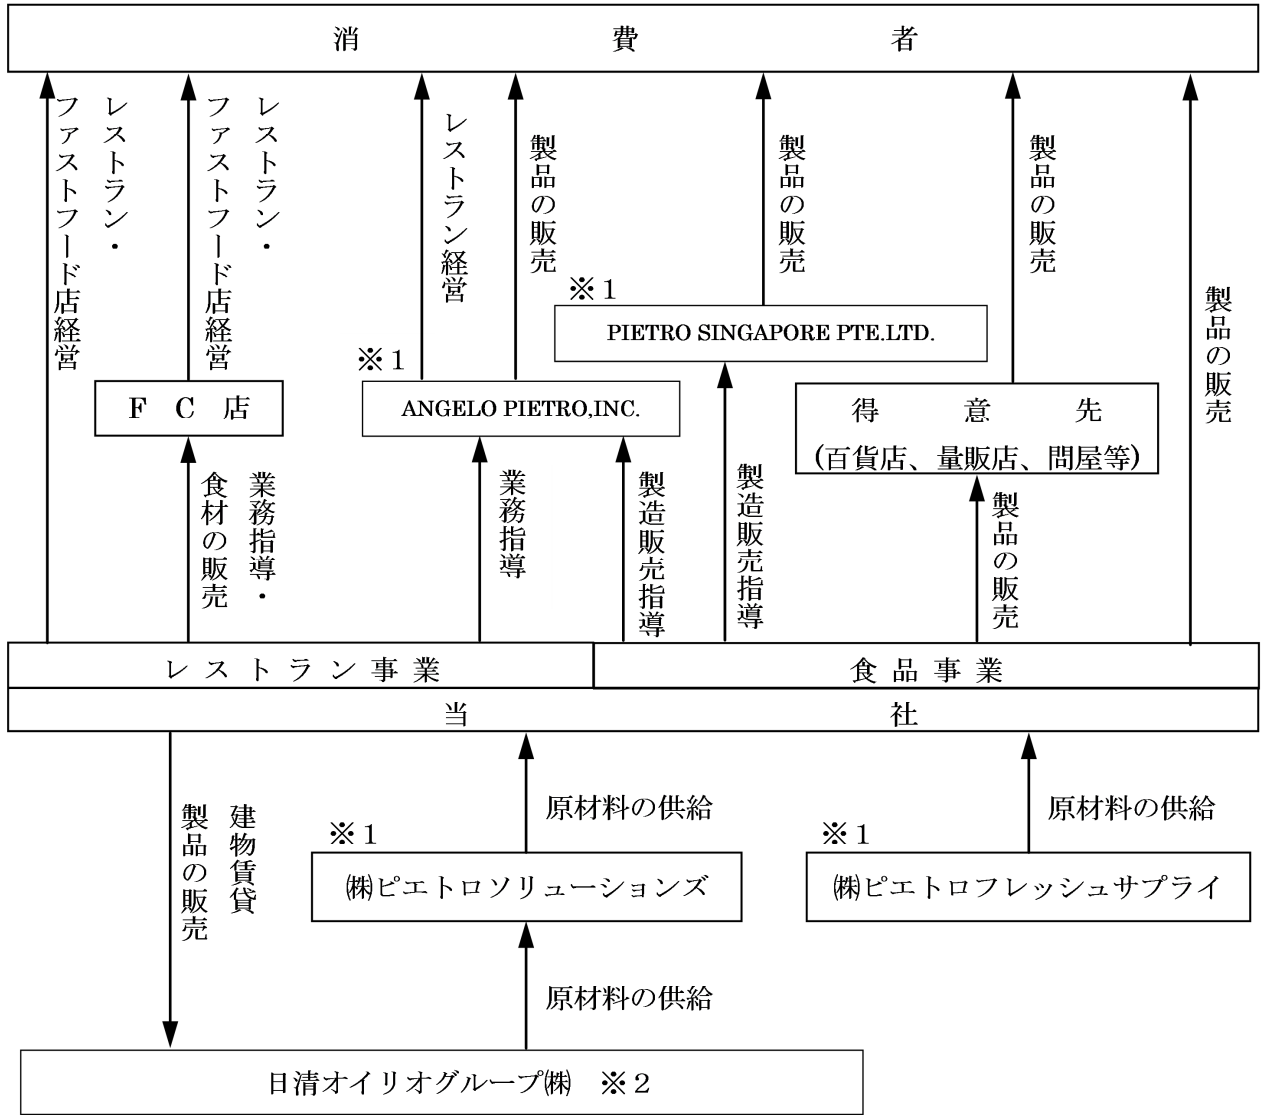 消費者
レストラン・
ファストフード店経営
レストラン・
ファストフード店経営
レストラン経営
製品の販売
製品の販売
製品の販売
製品の販売
※1
PIETRO SINGAPORE PTE.LTD.
※1
ＦＣ店
ANGELO PIETRO,INC.
得意先
(百貨店、量販店、問屋等)
業務指導・
食材の販売
業務指導
製造販売指導
製造販売指導
製品の販売
レストラン事業
食品事業
当社
建物賃貸
製品の販売
原材料の供給
原材料の供給
※1
※1
㈱ピエトロソリューションズ
㈱ピエトロフレッシュサプライ
原材料の供給
日清オイリオグループ㈱　※２